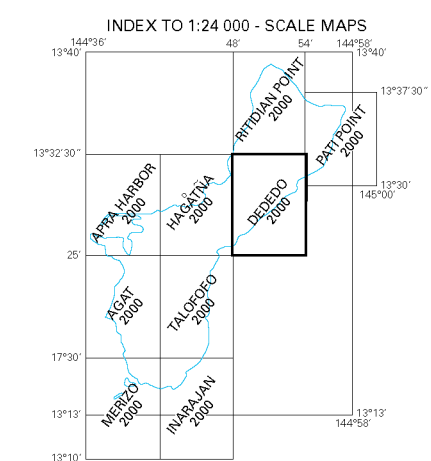 INDEX TO 1:24 000 - SCALE MAPS
144°36' 48' 54' 144°58'
13°40' 13°40'
13°37'30"
RITIDIAN POINT
2000
PATI POINT
2000
13°32'30"
APRA HARBOR
2000
HAGÅTÑA
2000
DEDEDO
2000
13°30'
145°00'
25'
AGAT
2000
TALOFOFO
2000
17°30'
MERIZO
2000
INARAJAN
2000
13°13' 13°13'
144°58'
13°10'